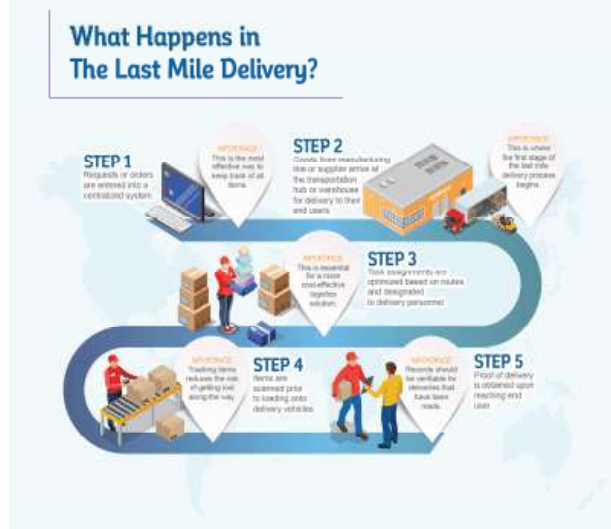 What Happens in
The Last Mile Delivery?
STEP 1
Requests or orders
are entered into a
centralized system.
IMPORTANCE
This is the most
effective way to
keep track of all
items.
STEP 2
Goods from manufacturing
line or supplier arrive at
the transportation
hub or warehouse
for delivery to their
end users
IMPORTANCE
This is where
the first stage of
the last mile
delivery process
begins.
IMPORTANCE
This is essential
for a more
cost-effective
logistics
solution.
STEP 3
Task assignments are
optimized based on routes
and designated
to delivery personnel.
IMPORTANCE
Tracking items
reduces the risk
of getting lost
along the way.
STEP 4
Items are
scanned prior
to loading onto
delivery vehicles.
IMPORTANCE
Records should
be verifiable for
deliveries that
have been
made.
STEP 5
Proof of delivery
is obtained upon
reaching end
user.